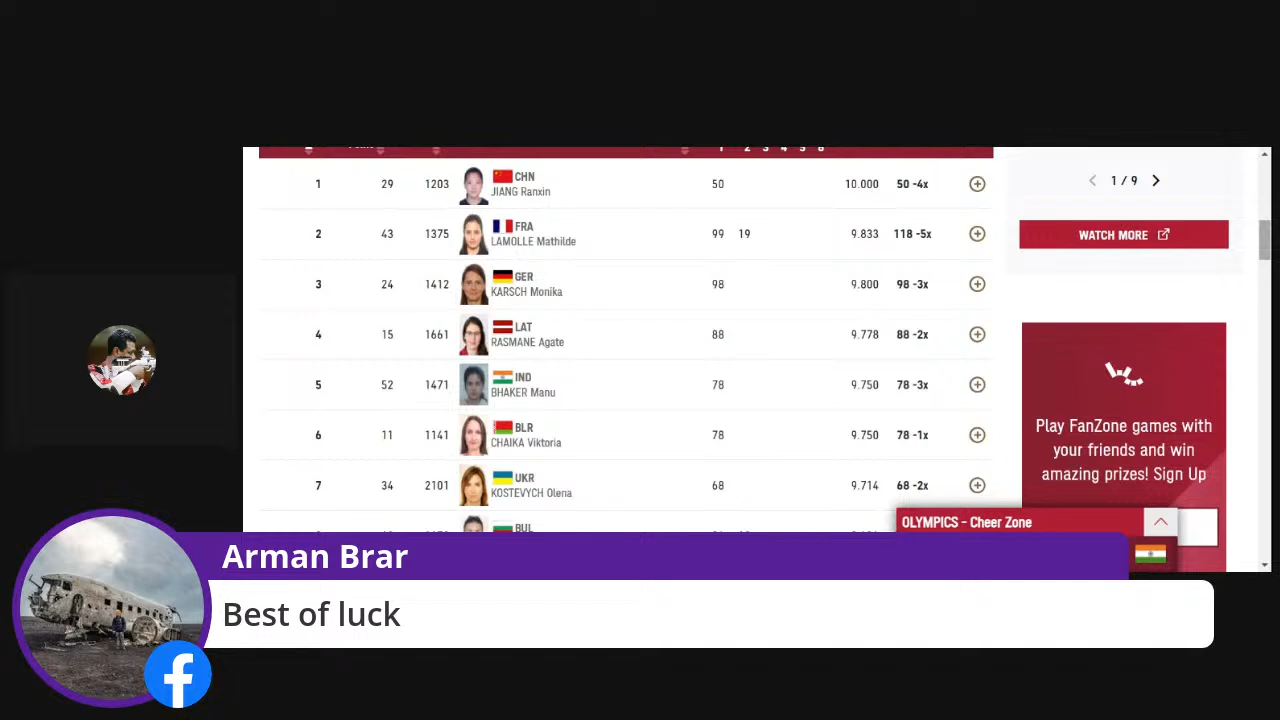 1 29 1203 CHN 50 10.000 50 -4x
JIANG Ranxin
2 43 1375 FRA 99 19 9.833 118 -5x
LAMOLLE Mathilde
3 24 1412 GER 98 9.800 98 -3x
KARSCH Monika
4 15 1661 LAT 88 9.778 88 -2x
RASMANE Agate
5 52 1471 IND 78 9.750 78 -3x
BHAKER Manu
6 11 1141 BLR 78 9.750 78 -1x
CHAIKA Viktoria
7 34 2101 UKR 68 9.714 68 -2x
KOSTEVYCH Olena
BUL
1 / 9
WATCH MORE
Play FanZone games with
your friends and win
amazing prizes! Sign Up
OLYMPICS - Cheer Zone
Arman Brar
Best of luck